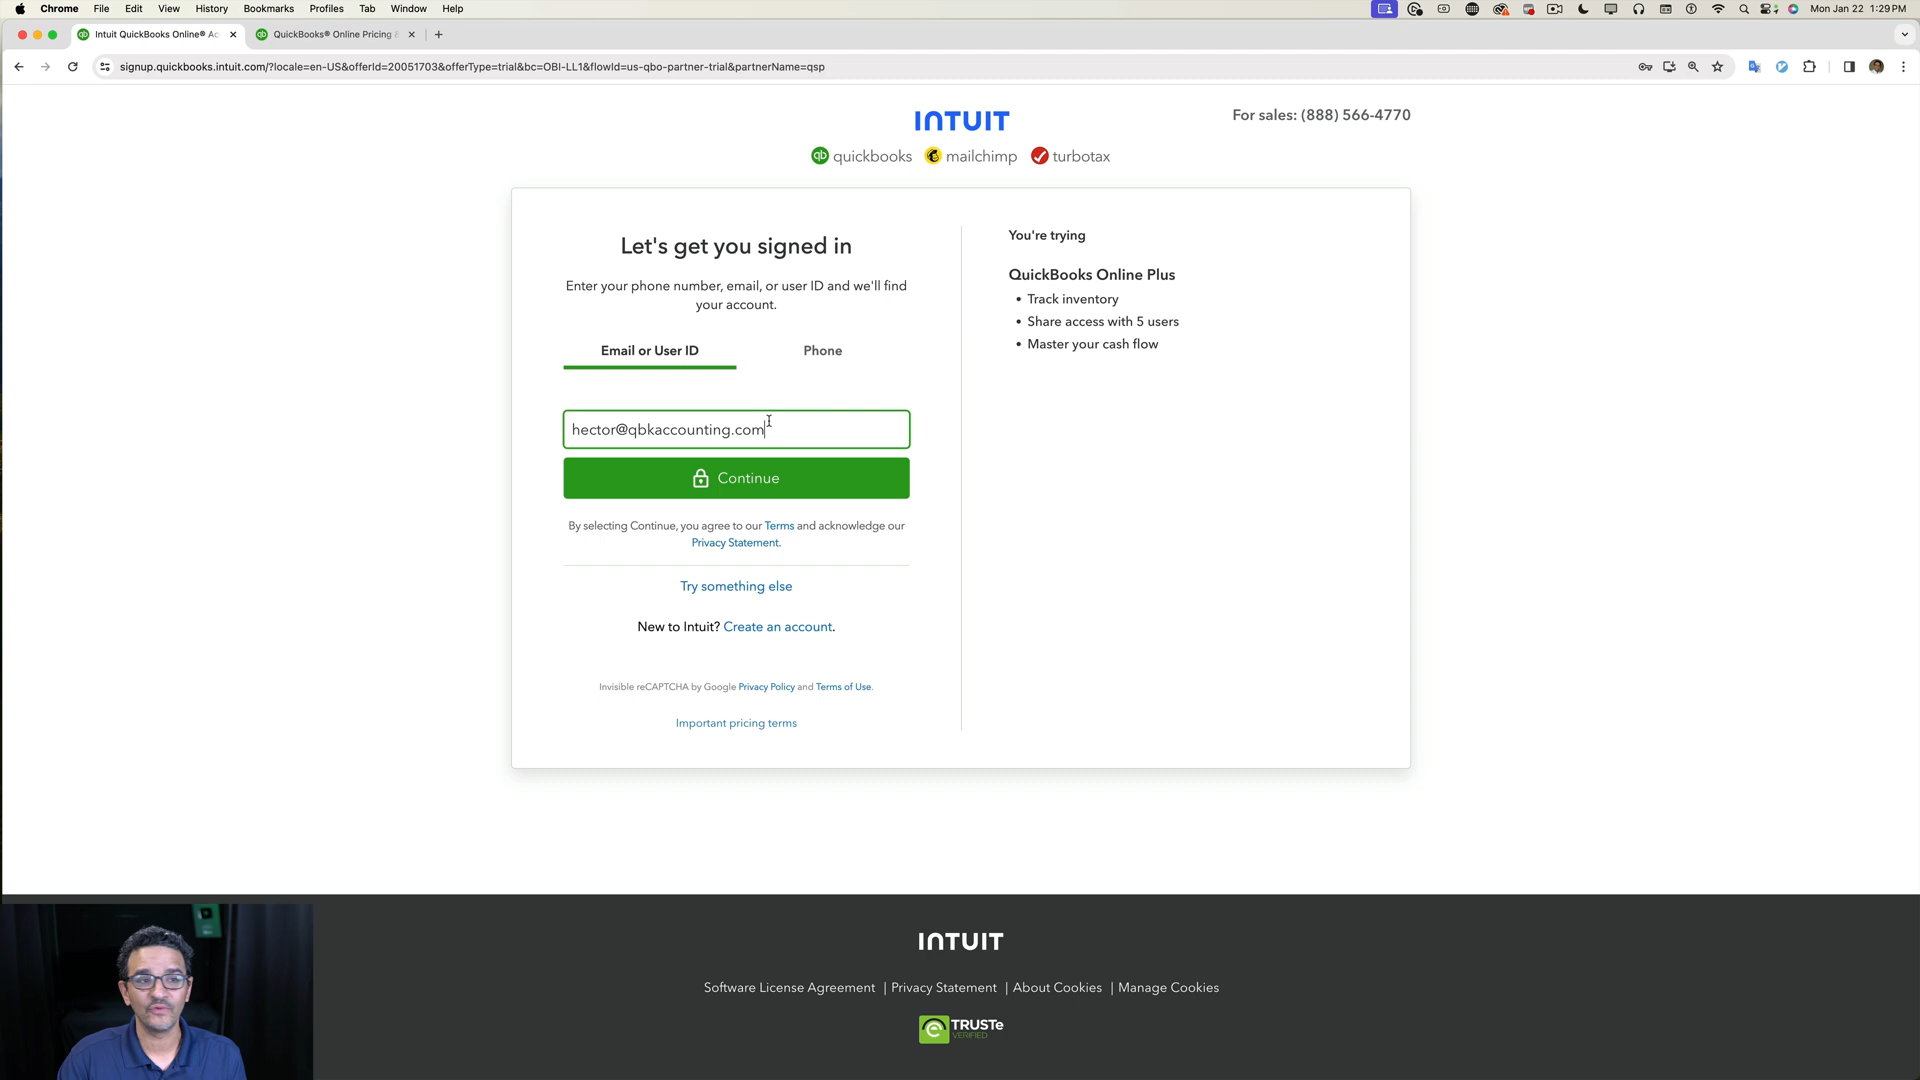 Chrome File Edit View History Bookmarks Profiles Tab Window Help Mon Jan 22 1:29 PM
Intuit QuickBooks Online® Ac QuickBooks® Online Pricing &
signup.quickbooks.intuit.com/?locale=en-US&offerId=20051703&offerType=trial&bc=OBI-LL1&flowId=us-qbo-partner-trial&partnerName=qsp
INTUIT
For sales: (888) 566-4770
qb quickbooks mailchimp turbotax
Let's get you signed in
Enter your phone number, email, or user ID and we'll find
your account.
Email or User ID Phone
hector@qbkaccounting.com
Continue
By selecting Continue, you agree to our Terms and acknowledge our
Privacy Statement.
Try something else
New to Intuit? Create an account.
Invisible reCAPTCHA by Google Privacy Policy and Terms of Use.
Important pricing terms
You're trying
QuickBooks Online Plus
• Track inventory
• Share access with 5 users
• Master your cash flow
INTUIT
Software License Agreement | Privacy Statement | About Cookies | Manage Cookies
TRUSTe
VERIFIED